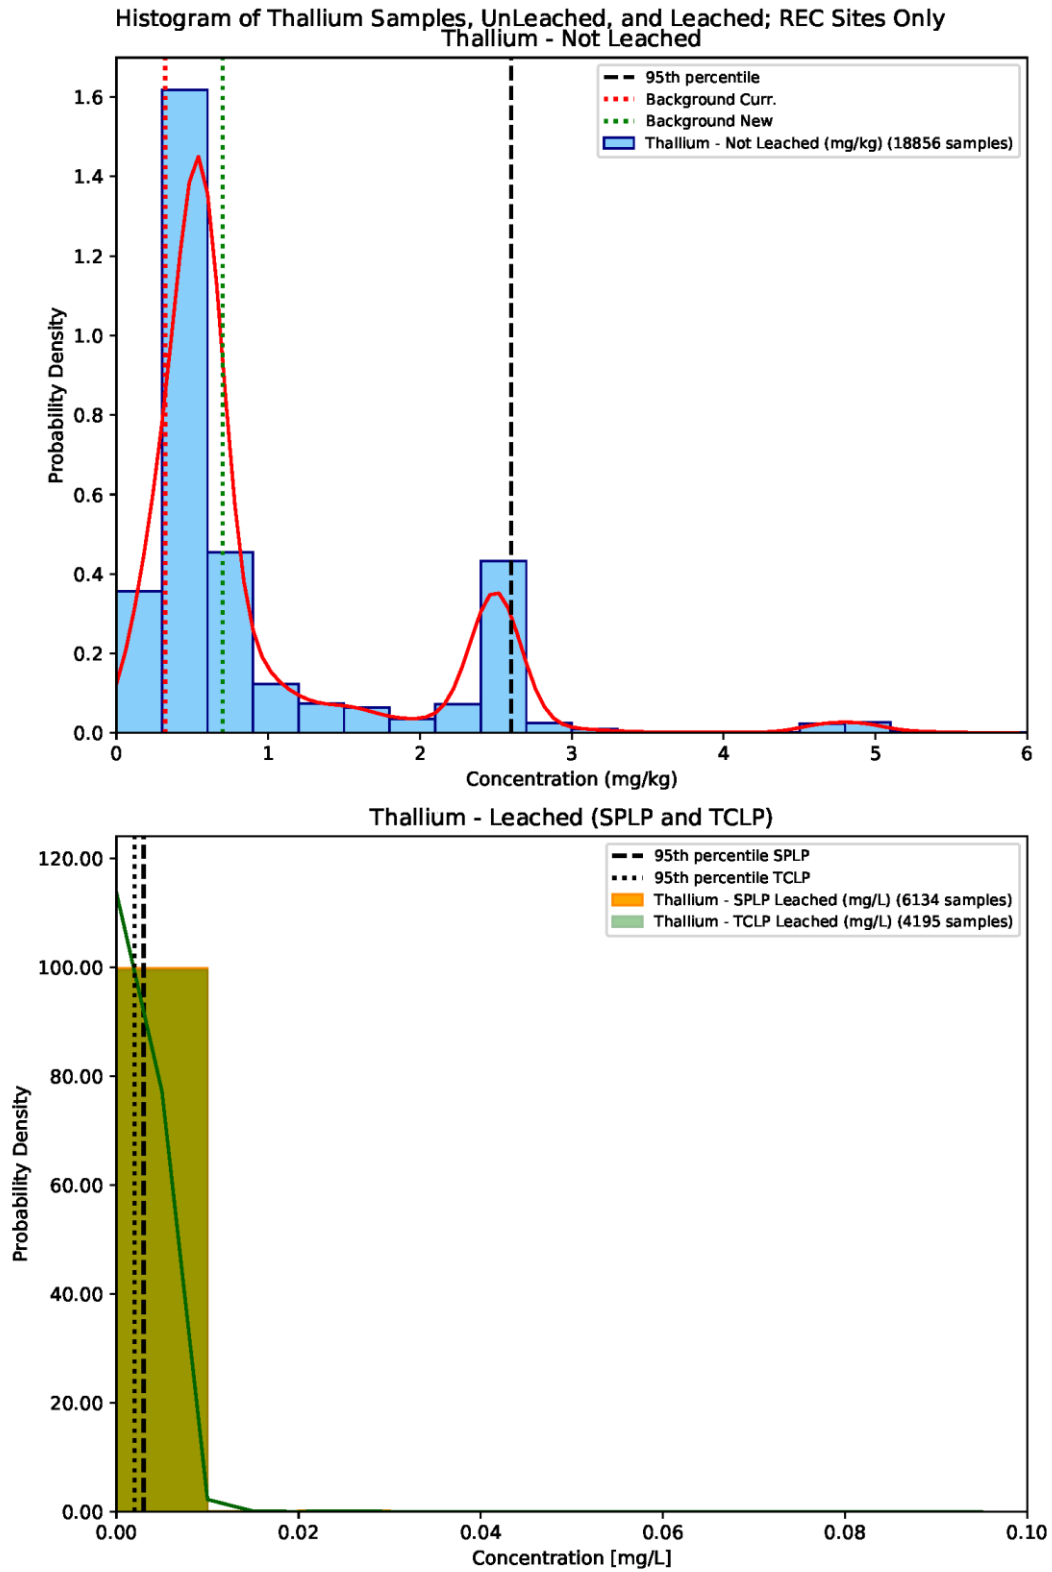 Histogram of Thallium Samples, UnLeached, and Leached; REC Sites Only
Thallium - Not Leached
95th percentile
Background Curr.
Background New
Thallium - Not Leached (mg/kg) (18856 samples)
1.6
1.4
1.2
1.0
0.8
0.6
0.4
0.2
0.0
Probability Density
0 1 2 3 4 5 6
Concentration (mg/kg)
Thallium - Leached (SPLP and TCLP)
95th percentile SPLP
95th percentile TCLP
Thallium - SPLP Leached (mg/L) (6134 samples)
Thallium - TCLP Leached (mg/L) (4195 samples)
120.00
100.00
80.00
60.00
40.00
20.00
0.00
Probability Density
0.00 0.02 0.04 0.06 0.08 0.10
Concentration [mg/L]